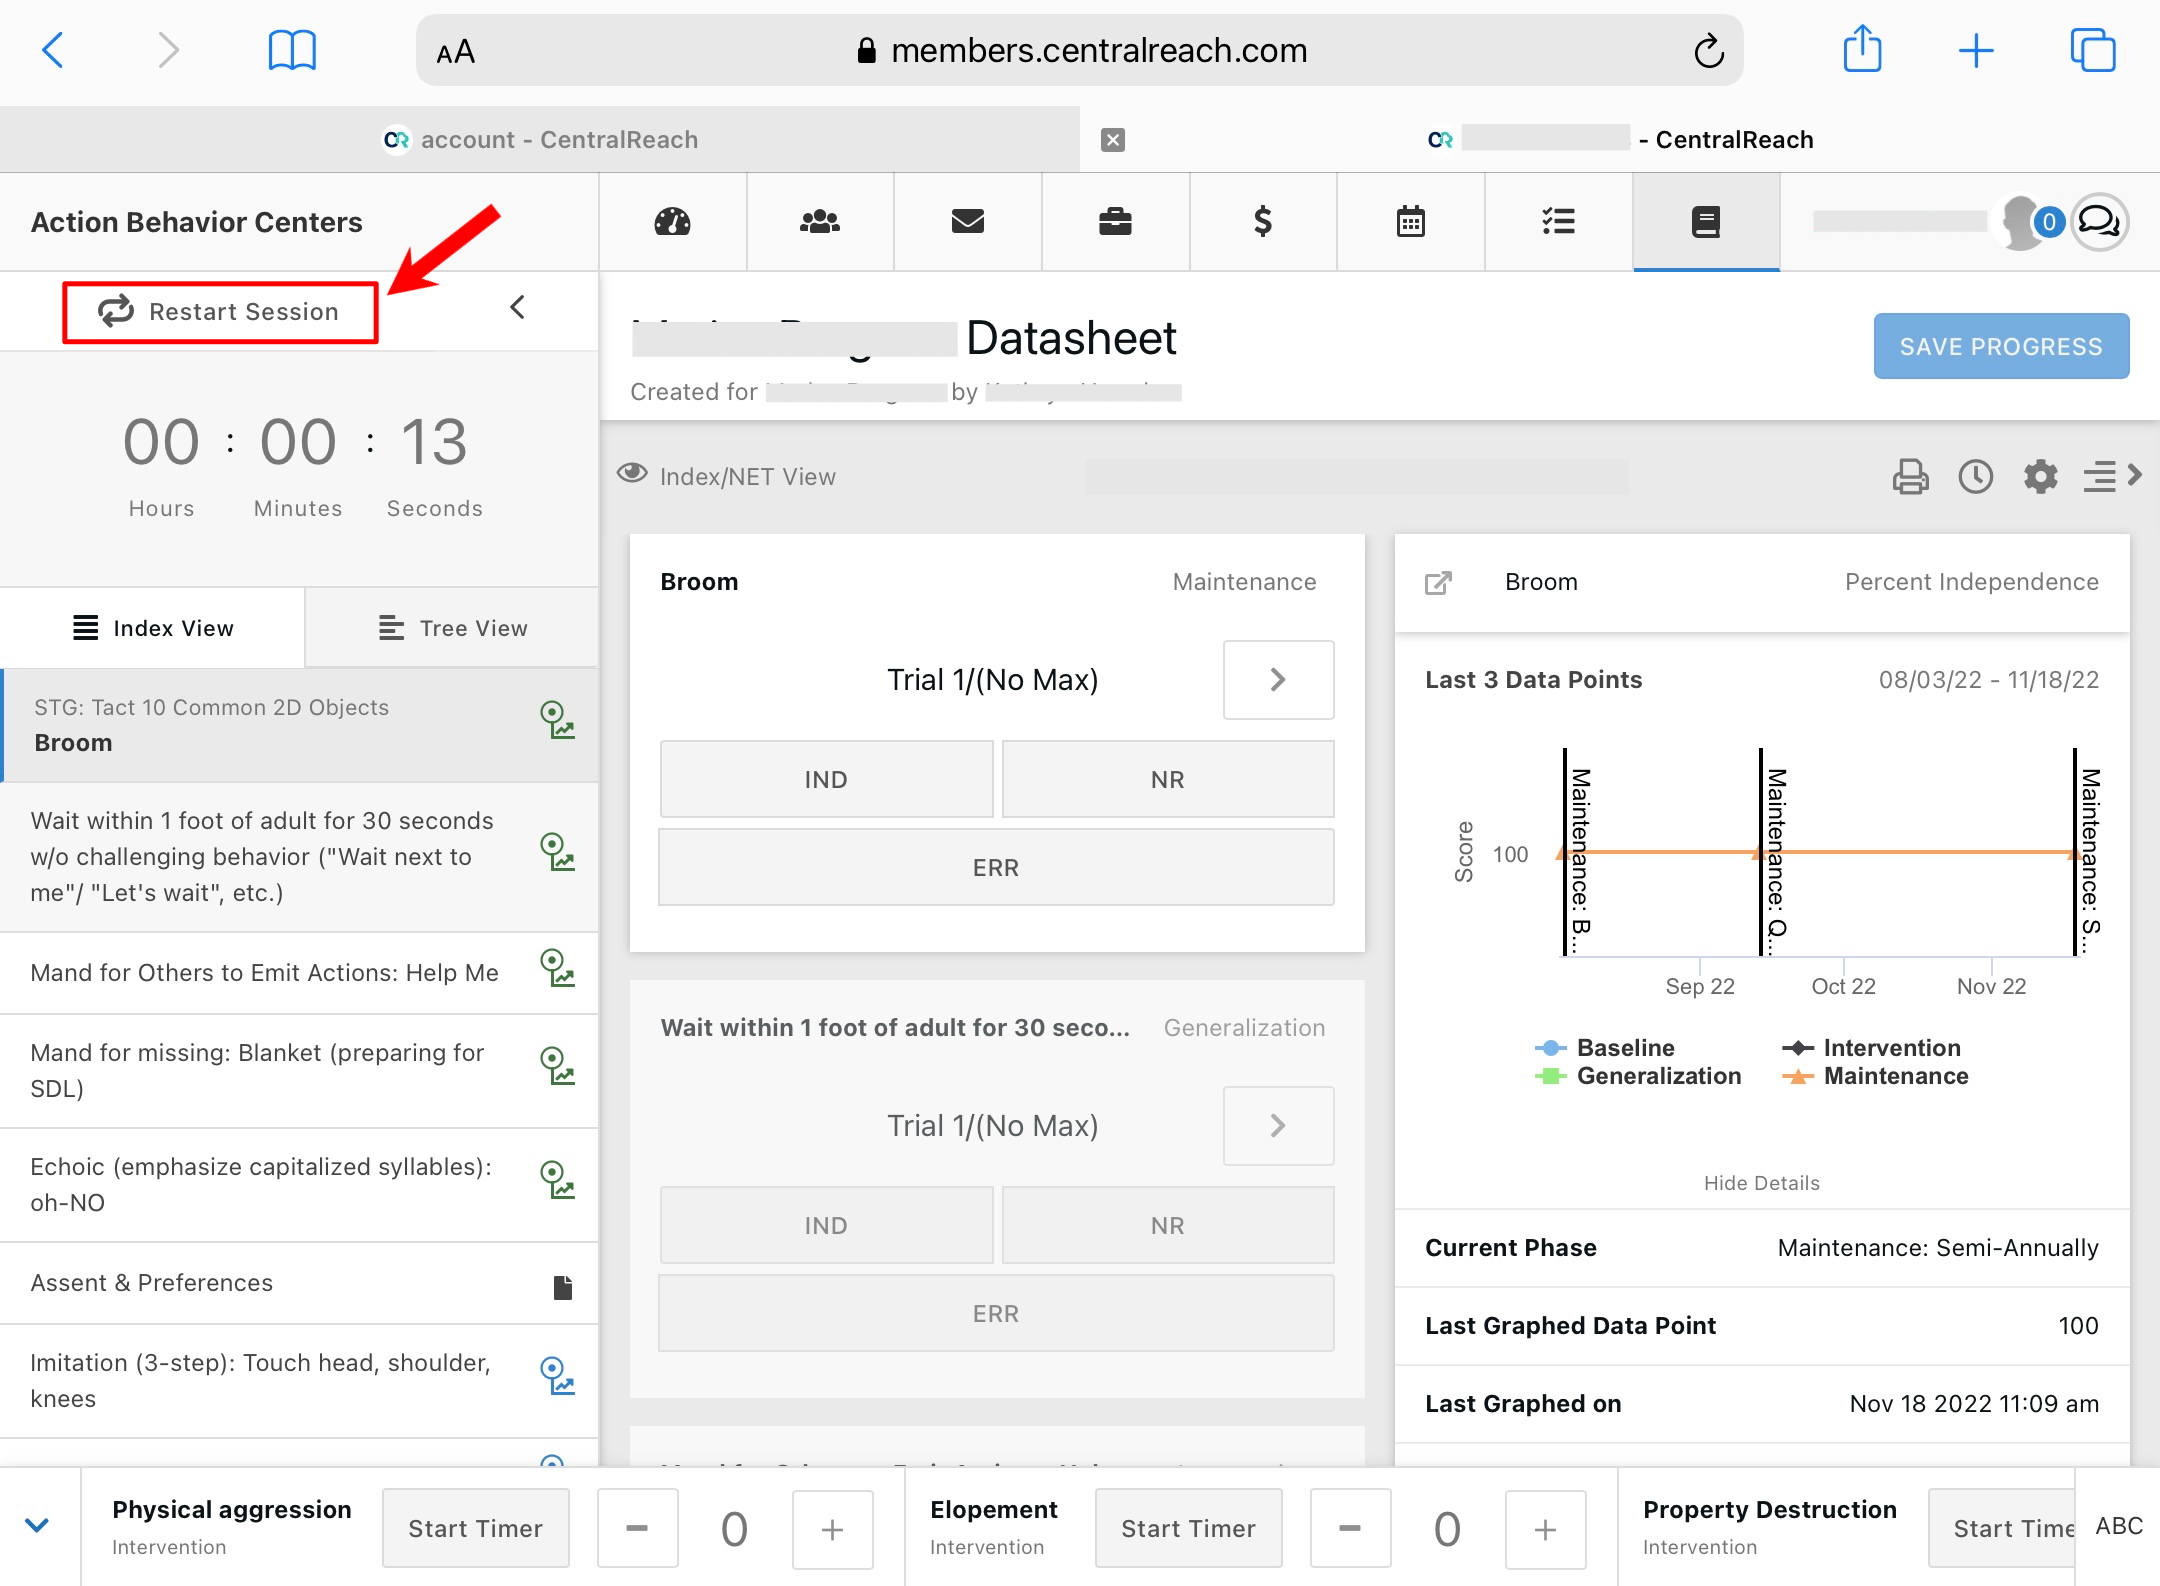 AA
members.centralreach.com
CR account - CentralReach
CR - CentralReach
Action Behavior Centers
0
Restart Session
Datasheet
SAVE PROGRESS
Created for by
00 : 00 : 13
Hours Minutes Seconds
Index/NET View
Index View
Tree View
STG: Tact 10 Common 2D Objects
Broom
Wait within 1 foot of adult for 30 seconds
w/o challenging behavior ("Wait next to
me"/ "Let's wait", etc.)
Mand for Others to Emit Actions: Help Me
Mand for missing: Blanket (preparing for
SDL)
Echoic (emphasize capitalized syllables):
oh-NO
Assent & Preferences
Imitation (3-step): Touch head, shoulder,
knees
Broom Maintenance
Trial 1/(No Max)
IND NR
ERR
Wait within 1 foot of adult for 30 seco... Generalization
Trial 1/(No Max)
IND NR
ERR
Broom Percent Independence
Last 3 Data Points 08/03/22 - 11/18/22
Score
100
Maintenance: B...
Maintenance: Q...
Maintenance: S...
Sep 22 Oct 22 Nov 22
Baseline Intervention
Generalization Maintenance
Hide Details
Current Phase Maintenance: Semi-Annually
Last Graphed Data Point 100
Last Graphed on Nov 18 2022 11:09 am
Physical aggression
Intervention
Start Timer
0
Elopement
Intervention
Start Timer
0
Property Destruction
Intervention
Start Time
ABC